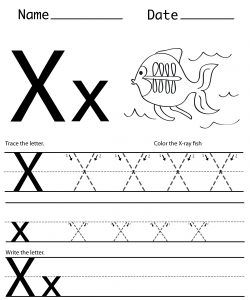 Name Date
Xx
Trace the letter. Color the X-ray fish
X X X X X
x x x x x
Write the letter.
Xx